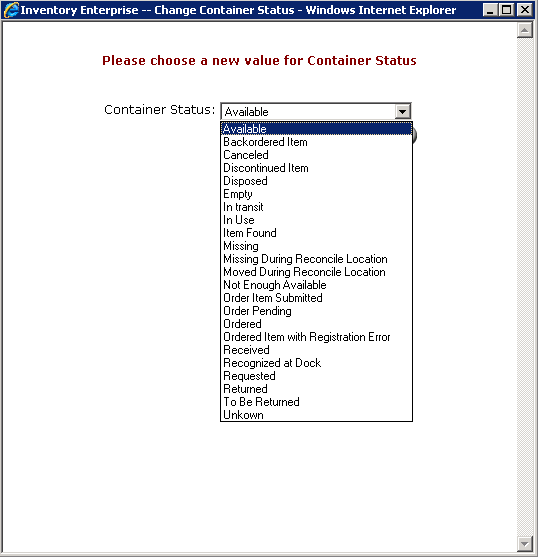 Inventory Enterprise -- Change Container Status - Windows Internet Explorer
Please choose a new value for Container Status
Container Status: Available
Available
Backordered Item
Canceled
Discontinued Item
Disposed
Empty
In transit
In Use
Item Found
Missing
Missing During Reconcile Location
Moved During Reconcile Location
Not Enough Available
Order Item Submitted
Order Pending
Ordered
Ordered Item with Registration Error
Received
Recognized at Dock
Requested
Returned
To Be Returned
Unkown